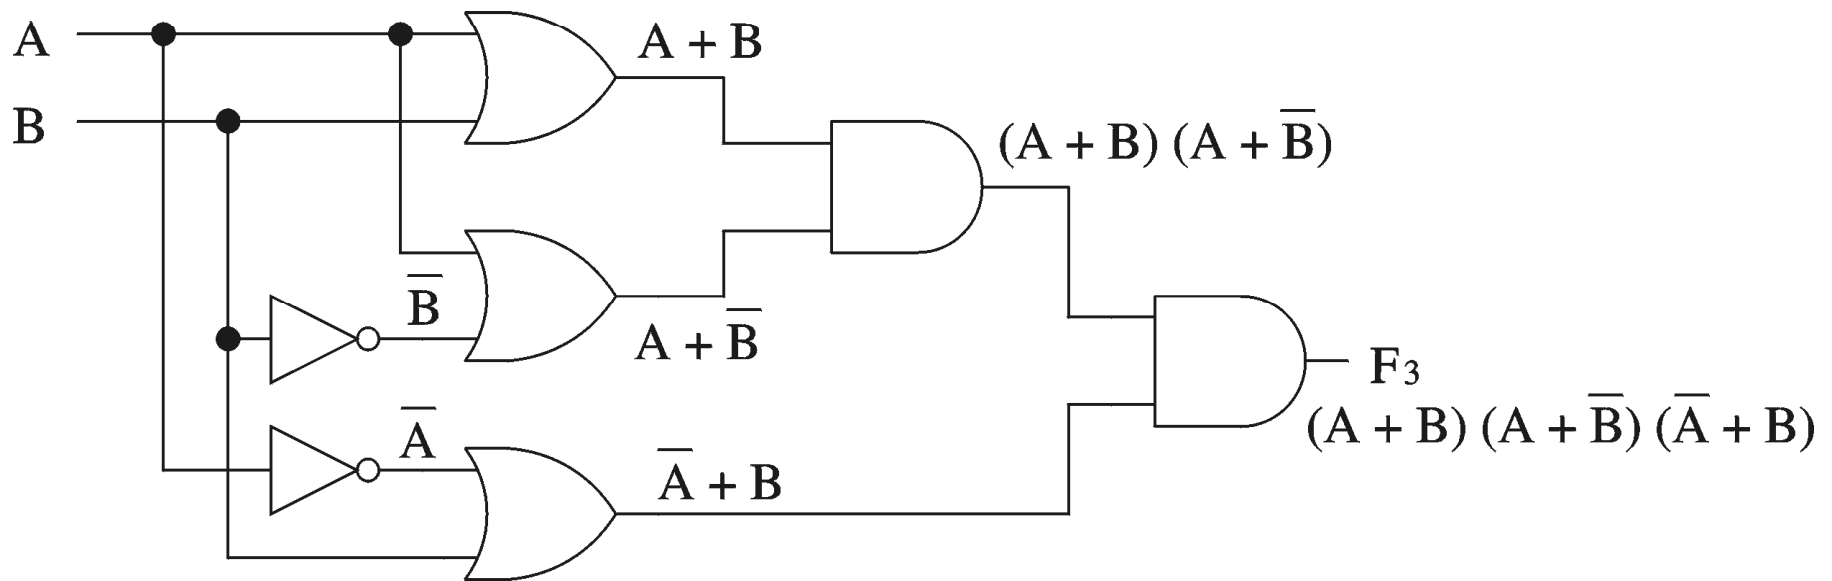 A
A + B
B
(A + B) (A + B̅)
B̅
A + B̅
F₃
A̅
(A + B) (A + B̅) (A̅ + B)
A̅ + B